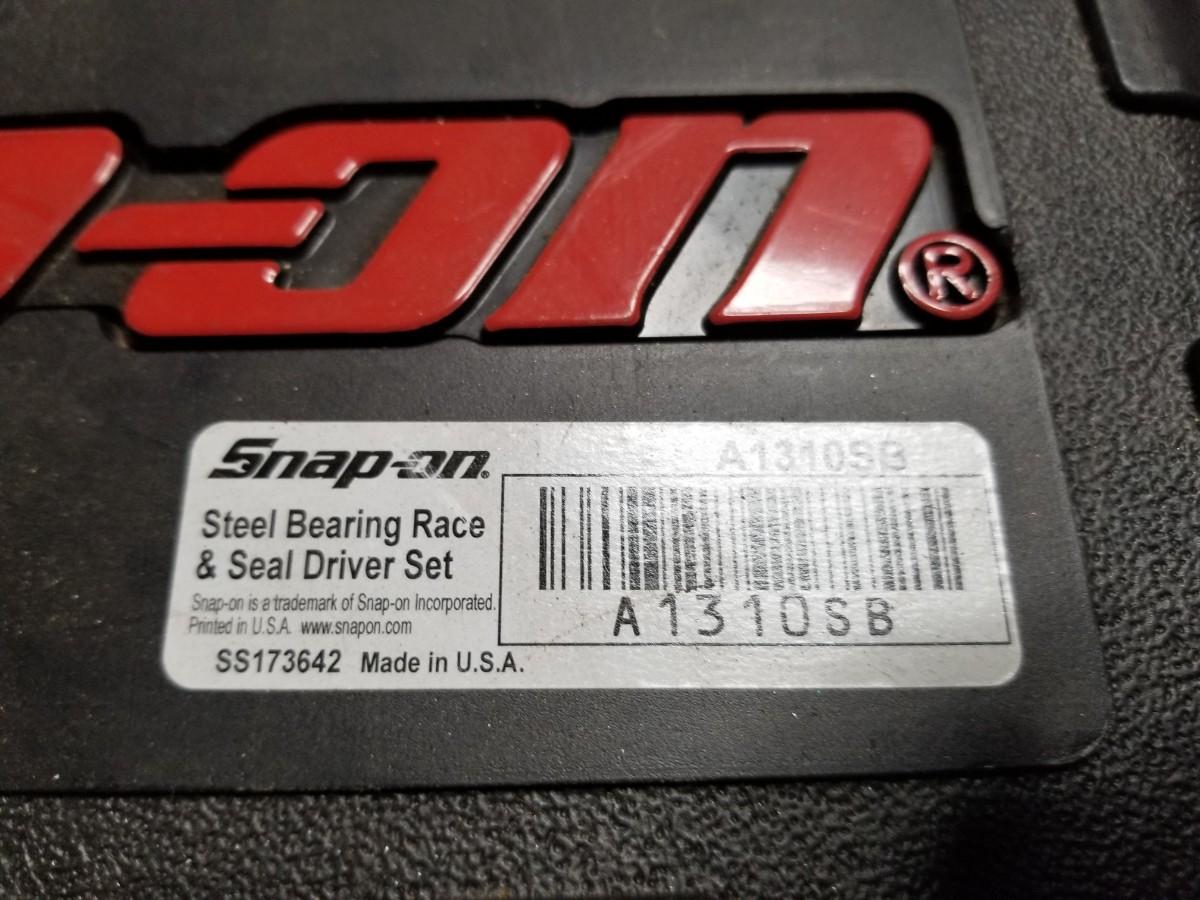 -on®
Snap-on®
A1310SB
Steel Bearing Race
& Seal Driver Set
Snap-on is a trademark of Snap-on Incorporated.
Printed in U.S.A. www.snapon.com
A1310SB
SS173642 Made in U.S.A.